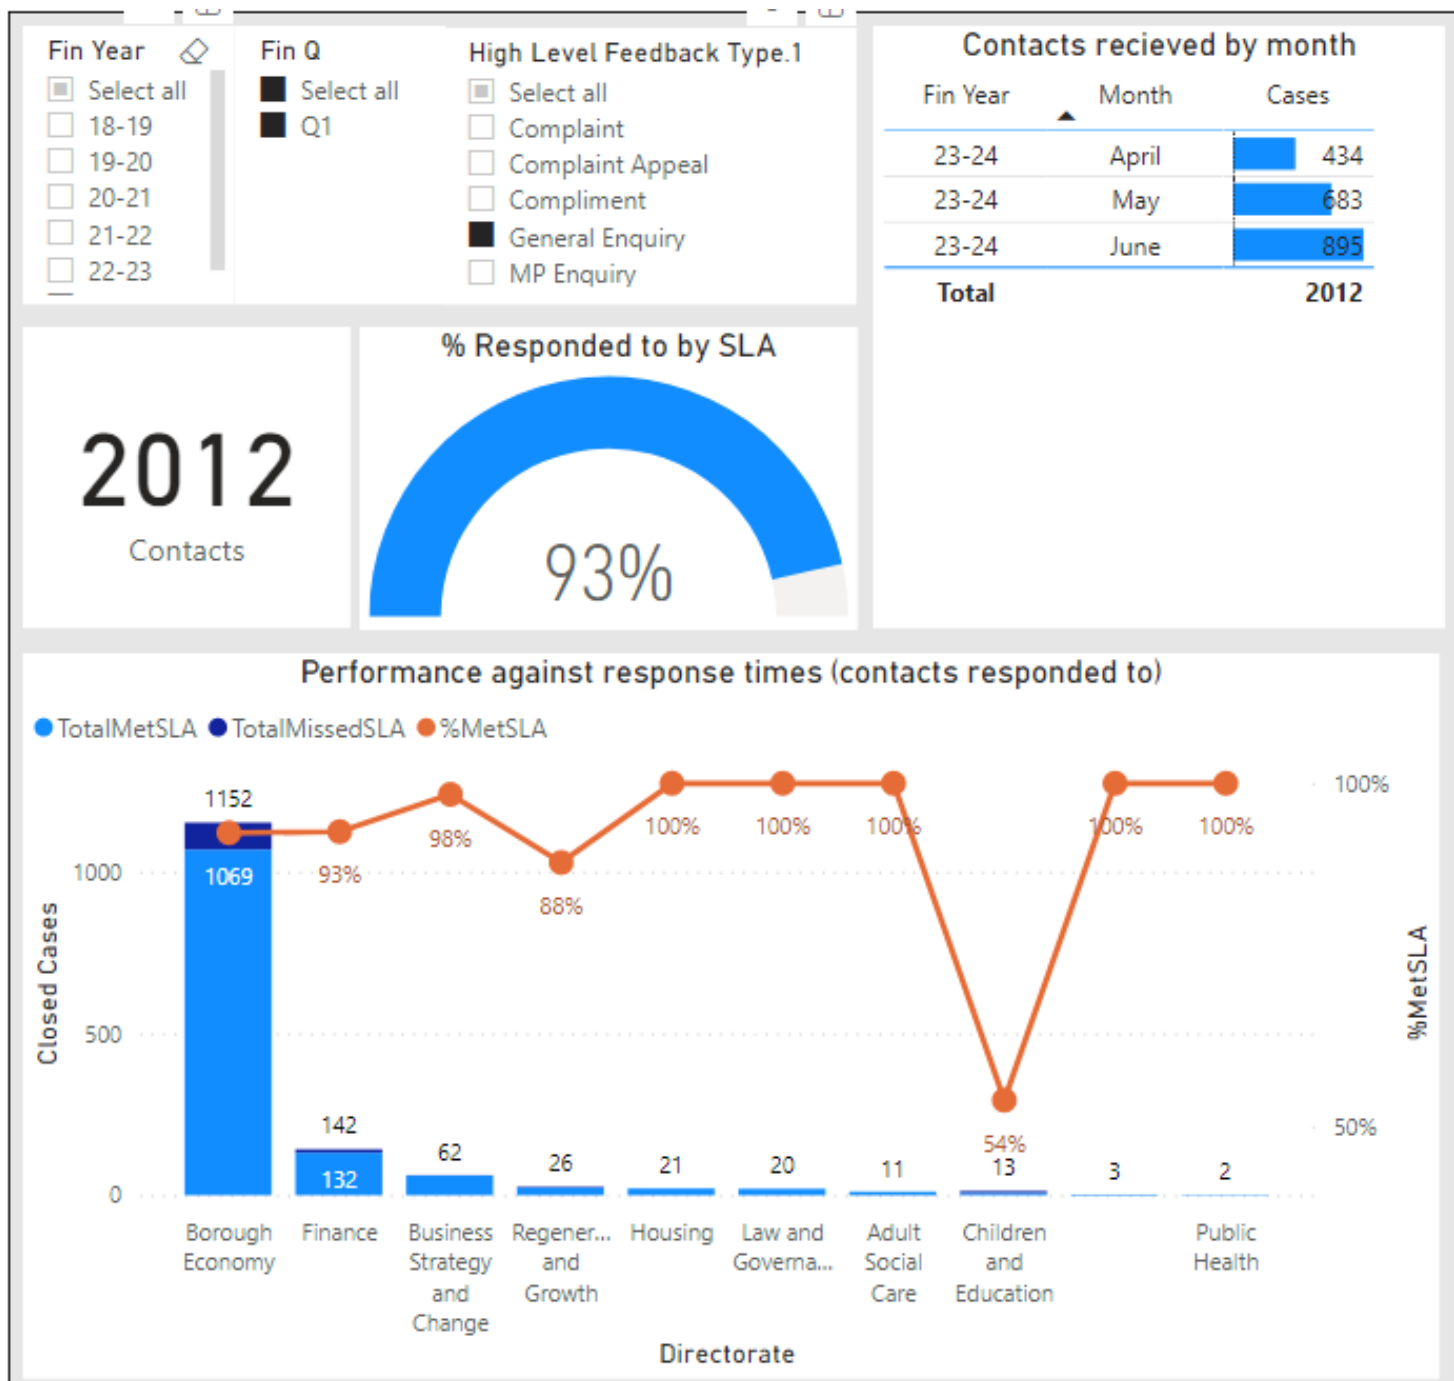 Fin Year
Select all
18-19
19-20
20-21
21-22
22-23
Fin Q
Select all
Q1
High Level Feedback Type.1
Select all
Complaint
Complaint Appeal
Compliment
General Enquiry
MP Enquiry
Contacts recieved by month
Fin Year Month Cases
23-24 April 434
23-24 May 683
23-24 June 895
Total 2012
2012
Contacts
% Responded to by SLA
93%
Performance against response times (contacts responded to)
TotalMetSLA TotalMissedSLA %MetSLA
Closed Cases
1000
500
0
1152
1069
142
132
62
26
21
20
11
13
3
2
93%
98%
88%
100%
100%
100%
54%
100%
100%
100%
50%
%MetSLA
Borough
Economy
Finance
Business
Strategy
and
Change
Regener...
and
Growth
Housing
Law and
Governa...
Adult
Social
Care
Children
and
Education
Public
Health
Directorate